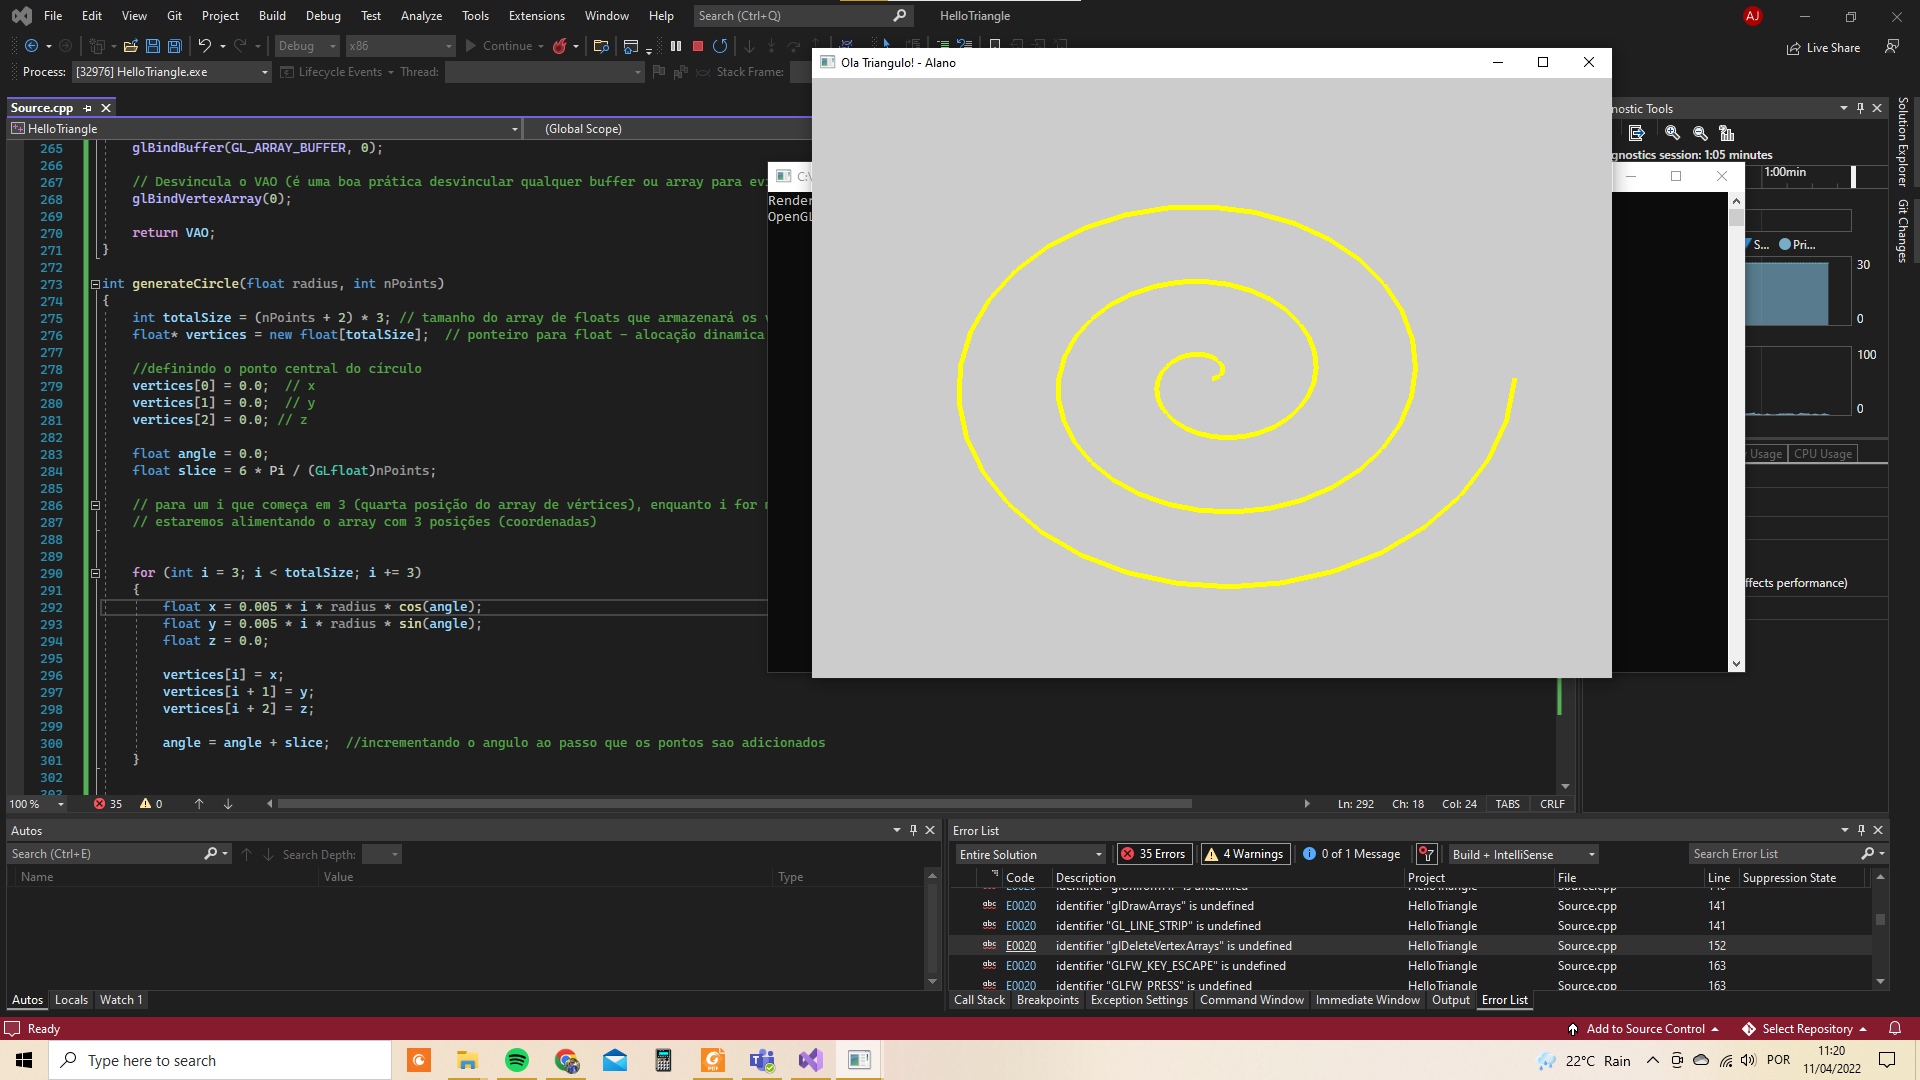 File Edit View Git Project Build Debug Test Analyze Tools Extensions Window Help Search (Ctrl+Q) HelloTriangle AJ
Debug x86 Continue Live Share
Process: [32976] HelloTriangle.exe Lifecycle Events Thread: Stack Frame:
Source.cpp
HelloTriangle (Global Scope)
265 glBindBuffer(GL_ARRAY_BUFFER, 0);
266
267 // Desvincula o VAO (é uma boa prática desvincular qualquer buffer ou array para evi
268 glBindVertexArray(0);
269
270 return VAO;
271 }
272
273 int generateCircle(float radius, int nPoints)
274 {
275 int totalSize = (nPoints + 2) * 3; // tamanho do array de floats que armazenará os v
276 float* vertices = new float[totalSize]; // ponteiro para float - alocação dinamica
277
278 //definindo o ponto central do círculo
279 vertices[0] = 0.0; // x
280 vertices[1] = 0.0; // y
281 vertices[2] = 0.0; // z
282
283 float angle = 0.0;
284 float slice = 6 * Pi / (GLfloat)nPoints;
285
286 // para um i que começa em 3 (quarta posição do array de vértices), enquanto i for m
287 // estaremos alimentando o array com 3 posições (coordenadas)
288
289
290 for (int i = 3; i < totalSize; i += 3)
291 {
292 float x = 0.005 * i * radius * cos(angle);
293 float y = 0.005 * i * radius * sin(angle);
294 float z = 0.0;
295
296 vertices[i] = x;
297 vertices[i + 1] = y;
298 vertices[i + 2] = z;
299
300 angle = angle + slice; //incrementando o angulo ao passo que os pontos sao adicionados
301 }
302
Ola Triangulo! - Alano
C:\
Render
OpenGL
nostic Tools
gnostics session: 1:05 minutes
1:00min
S... Pri...
30
0
100
0
Usage CPU Usage
ffects performance)
Solution Explorer
Git Changes
100 % 35 0 Ln: 292 Ch: 18 Col: 24 TABS CRLF
Autos
Search (Ctrl+E) Search Depth:
Name Value Type
Autos Locals Watch 1
Error List
Entire Solution 35 Errors 4 Warnings 0 of 1 Message Build + IntelliSense Search Error List
Code Description Project File Line Suppression State
abc E0020 identifier "glDrawArrays" is undefined HelloTriangle Source.cpp 141
abc E0020 identifier "GL_LINE_STRIP" is undefined HelloTriangle Source.cpp 141
abc E0020 identifier "glDeleteVertexArrays" is undefined HelloTriangle Source.cpp 152
abc E0020 identifier "GLFW_KEY_ESCAPE" is undefined HelloTriangle Source.cpp 163
abc E0020 identifier "GLFW_PRESS" is undefined HelloTriangle Source.cpp 163
Call Stack Breakpoints Exception Settings Command Window Immediate Window Output Error List
Ready Add to Source Control Select Repository
Type here to search 22°C Rain POR 11:20
11/04/2022